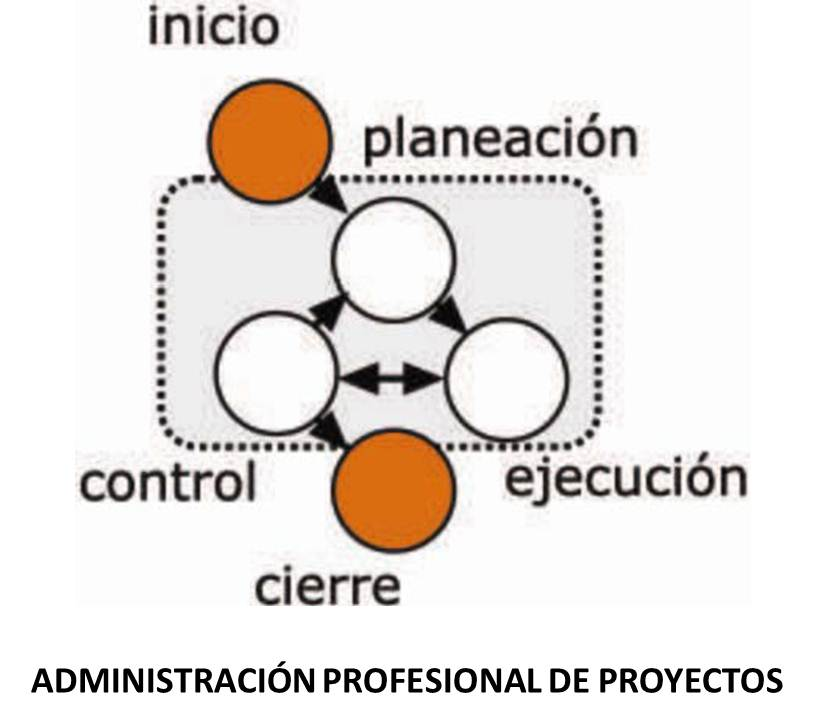 inicio
planeación
control
ejecución
cierre
ADMINISTRACIÓN PROFESIONAL DE PROYECTOS